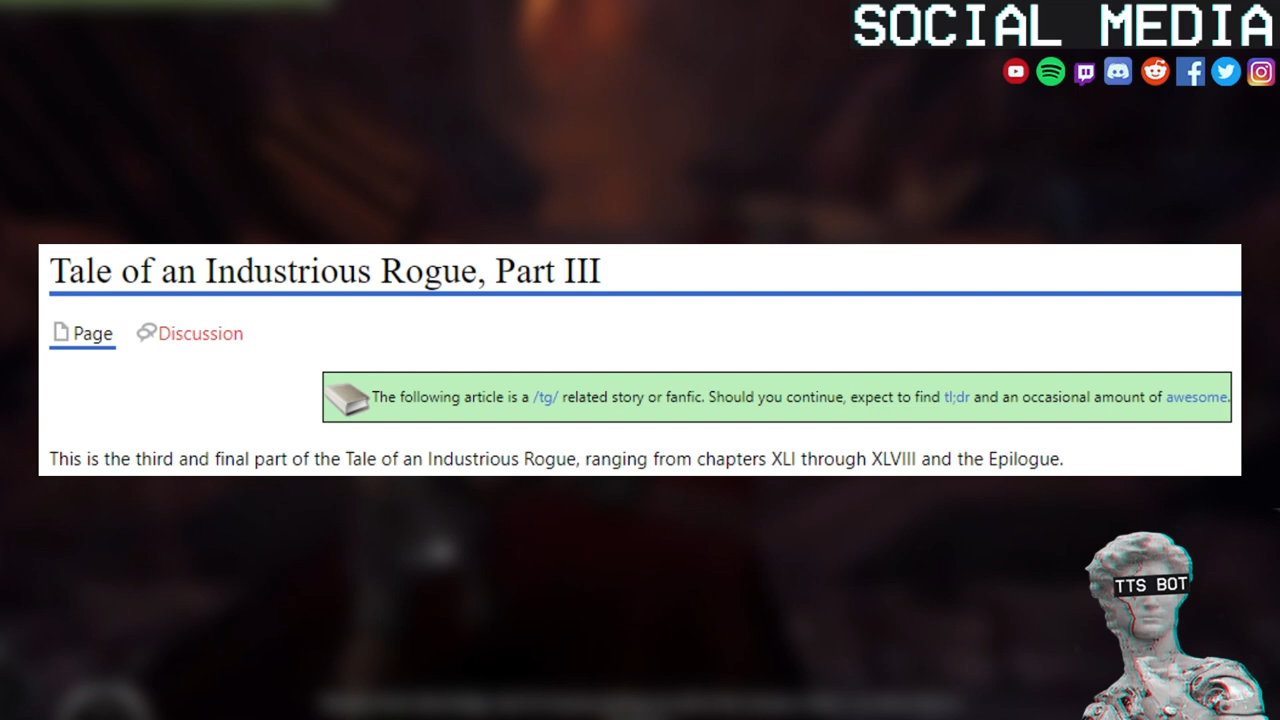 SOCIAL MEDIA
Tale of an Industrious Rogue, Part III
Page Discussion
The following article is a /tg/ related story or fanfic. Should you continue, expect to find tl;dr and an occasional amount of awesome.
This is the third and final part of the Tale of an Industrious Rogue, ranging from chapters XLI through XLVIII and the Epilogue.
TTS BOT